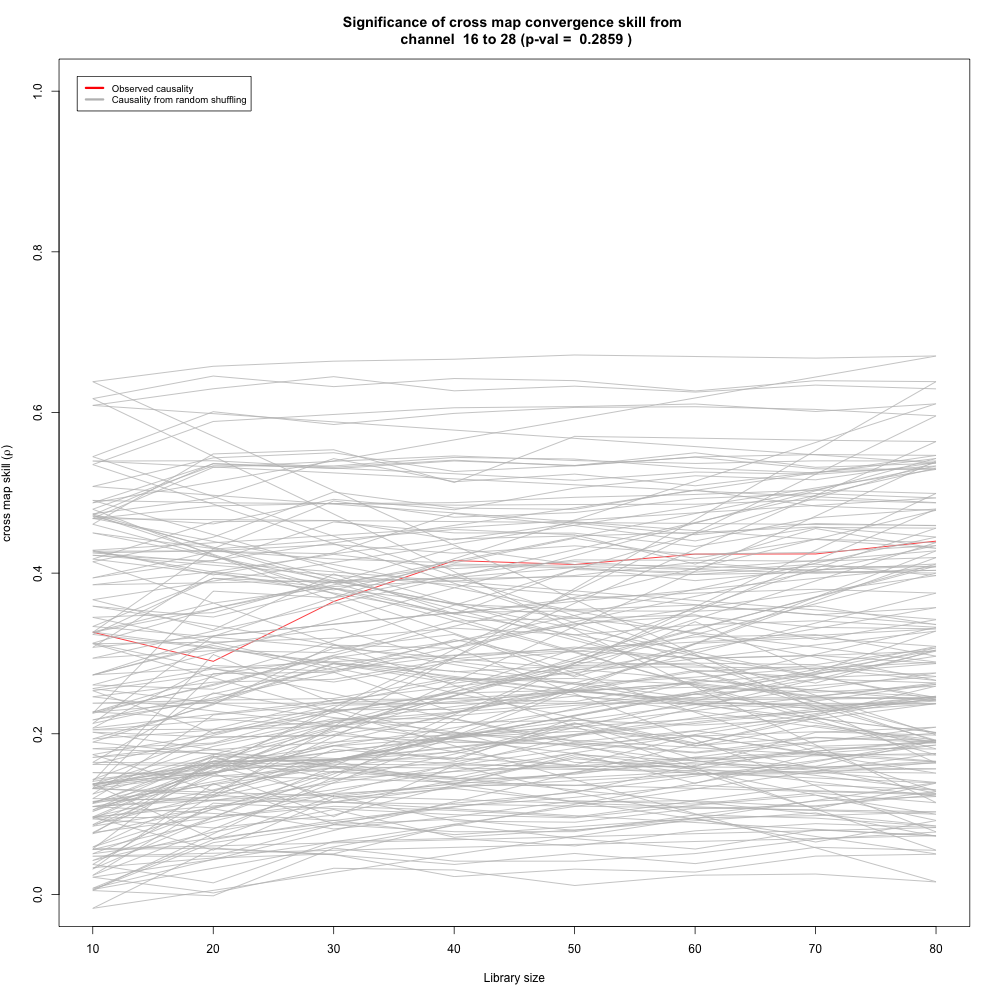 Significance of cross map convergence skill from
channel  16 to 28 (p-val =  0.2859 )
Observed causality
Causality from random shuffling
cross map skill (ρ)
1.0
0.8
0.6
0.4
0.2
0.0
10 20 30 40 50 60 70 80
Library size